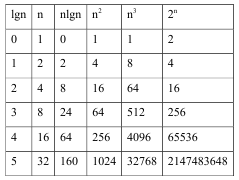 lgn n nlgn n² n³ 2ⁿ
0 1 0 1 1 2
1 2 2 4 8 4
2 4 8 16 64 16
3 8 24 64 512 256
4 16 64 256 4096 65536
5 32 160 1024 32768 2147483648